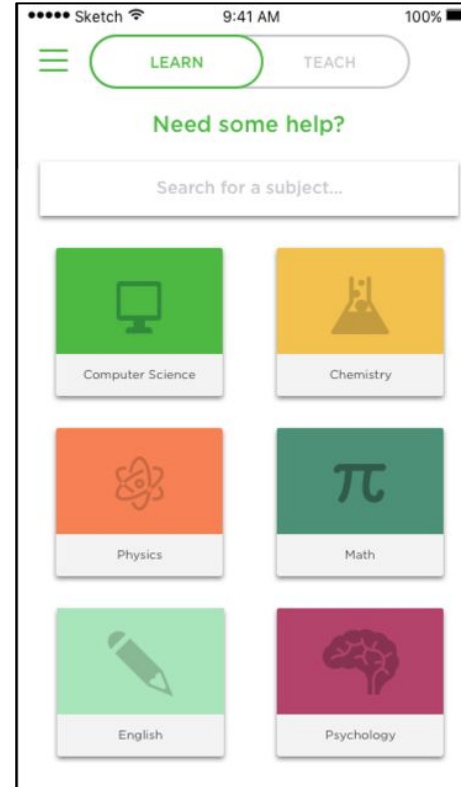 Sketch 9:41 AM 100%
LEARN TEACH
Need some help?
Search for a subject...
Computer Science Chemistry
Physics Math
English Psychology